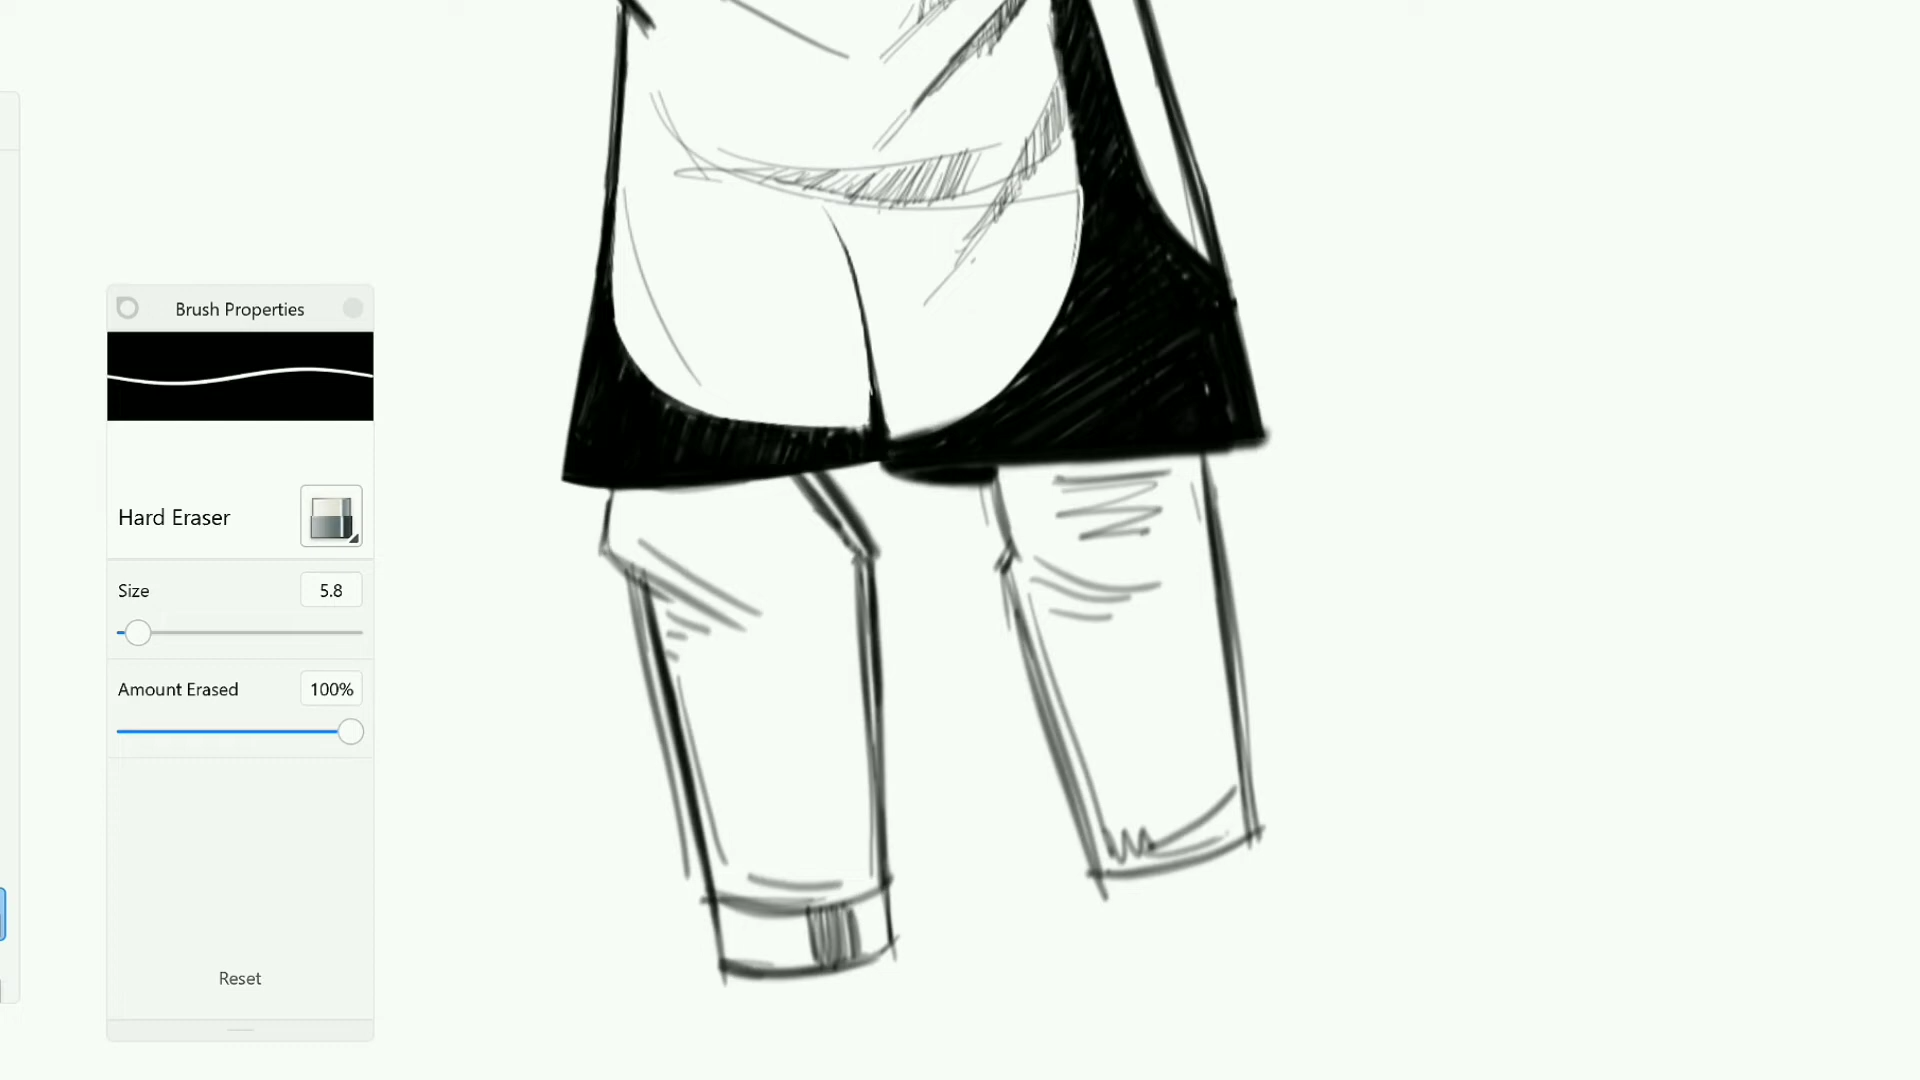 Brush Properties
Hard Eraser
Size 5.8
Amount Erased 100%
Reset